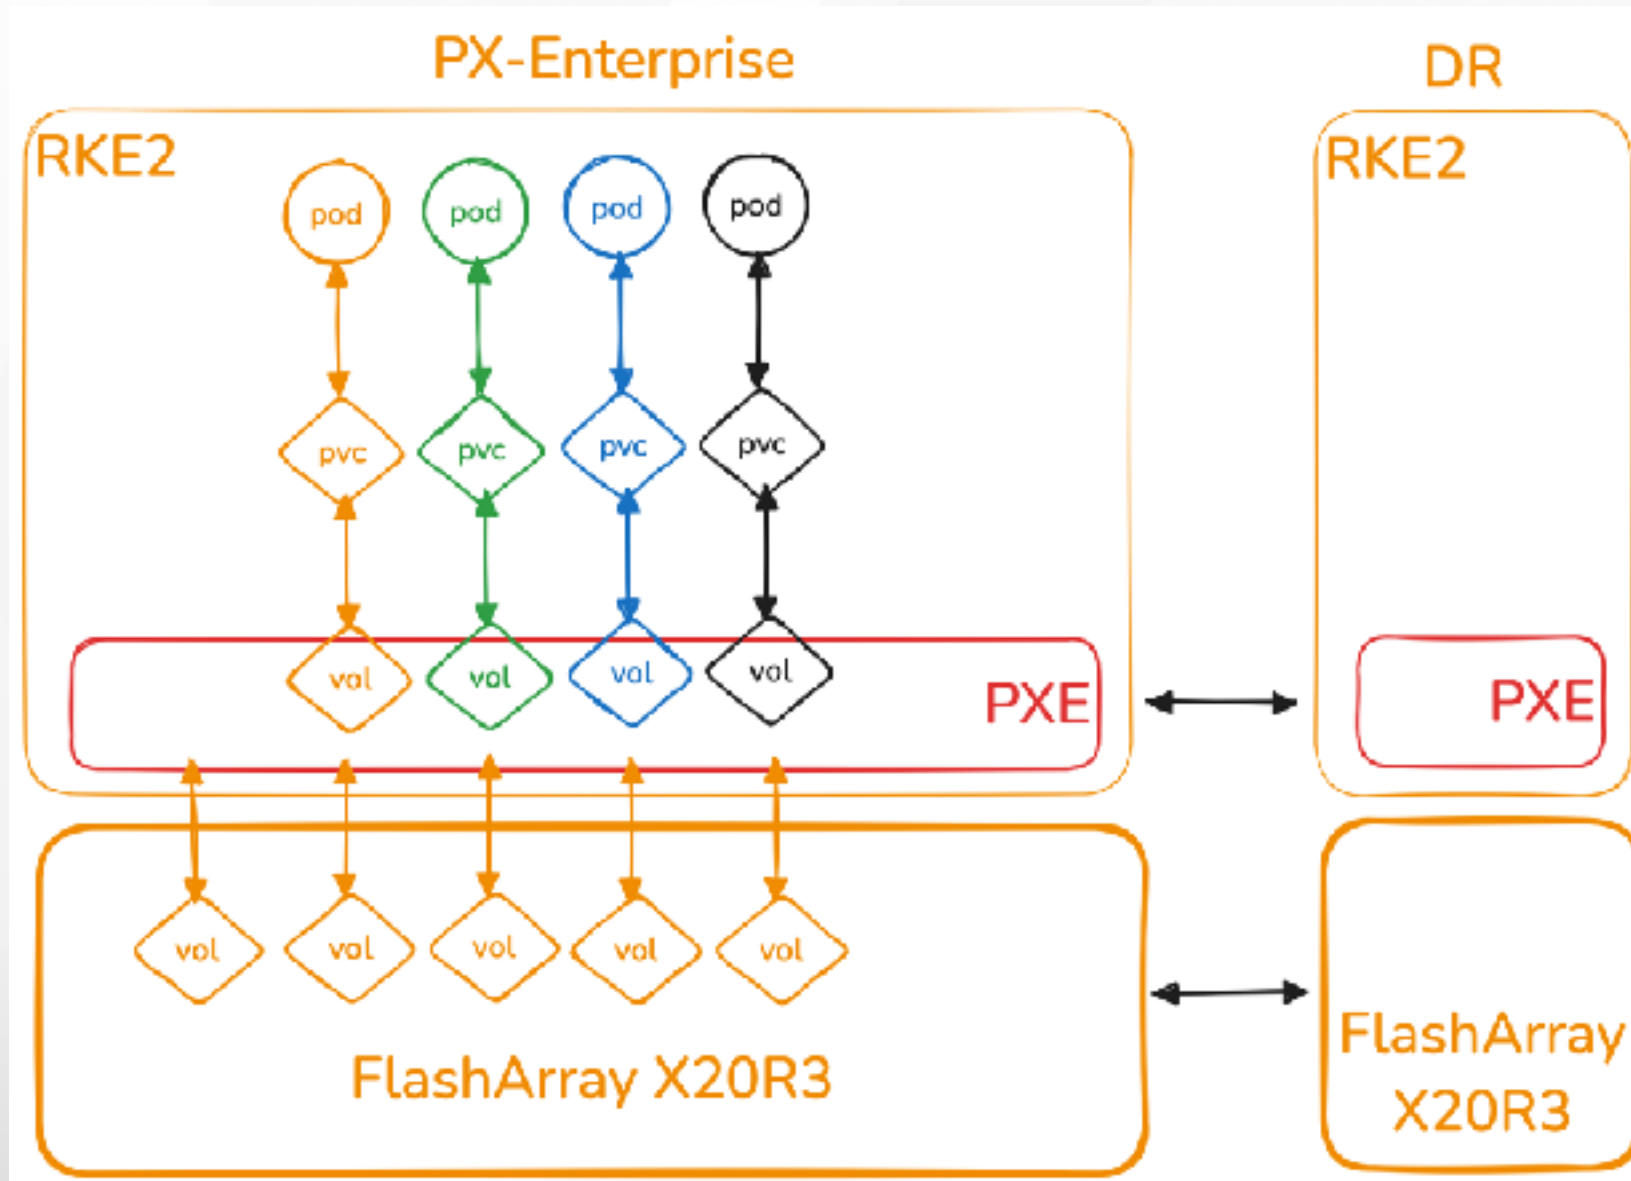 PX-Enterprise
DR
RKE2
RKE2
pod pod pod pod
pvc pvc pvc pvc
vol vol vol vol
PXE
PXE
vol vol vol vol vol
FlashArray X20R3
FlashArray
X20R3